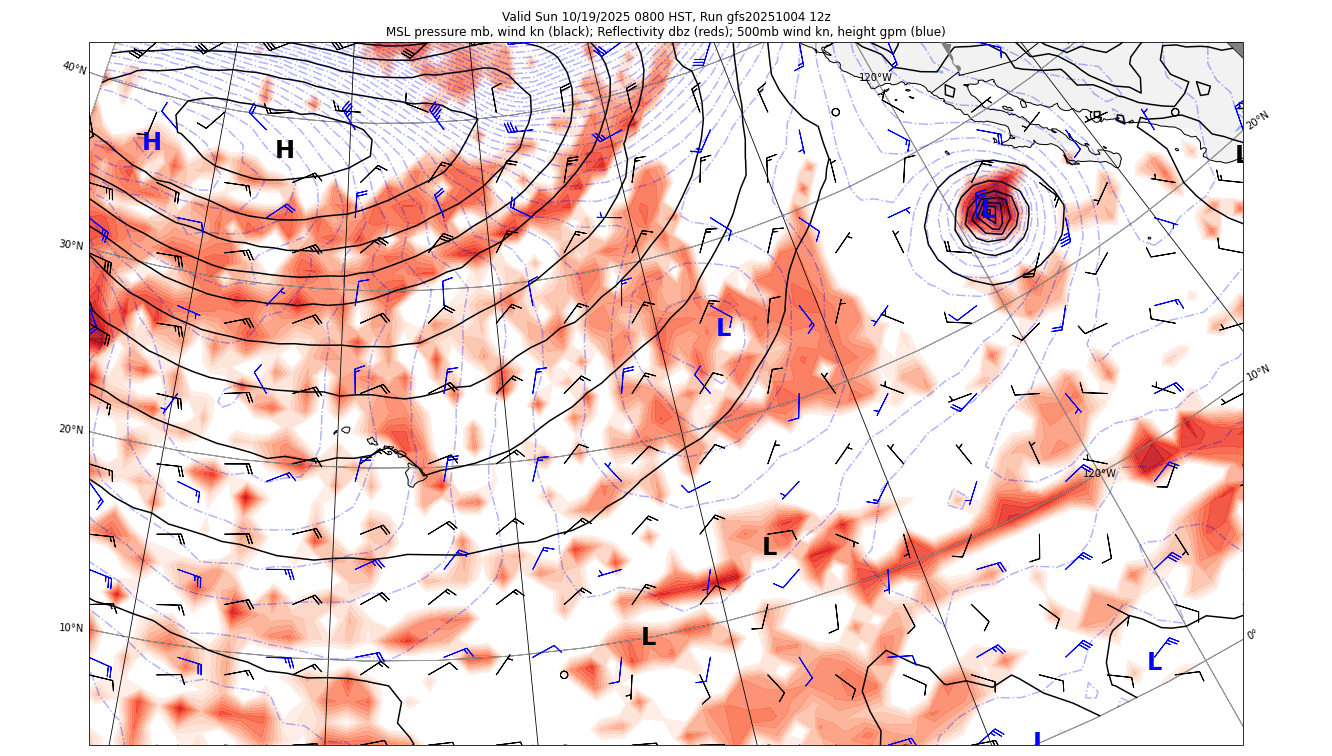 Valid Sun 10/19/2025 0800 HST, Run gfs20251004 12z
MSL pressure mb, wind kn (black); Reflectivity dbz (reds); 500mb wind kn, height gpm (blue)
40°N
120°W
20°N
H
H
L
L
30°N
L
10°N
20°N
120°W
L
10°N
L
0°
L
L